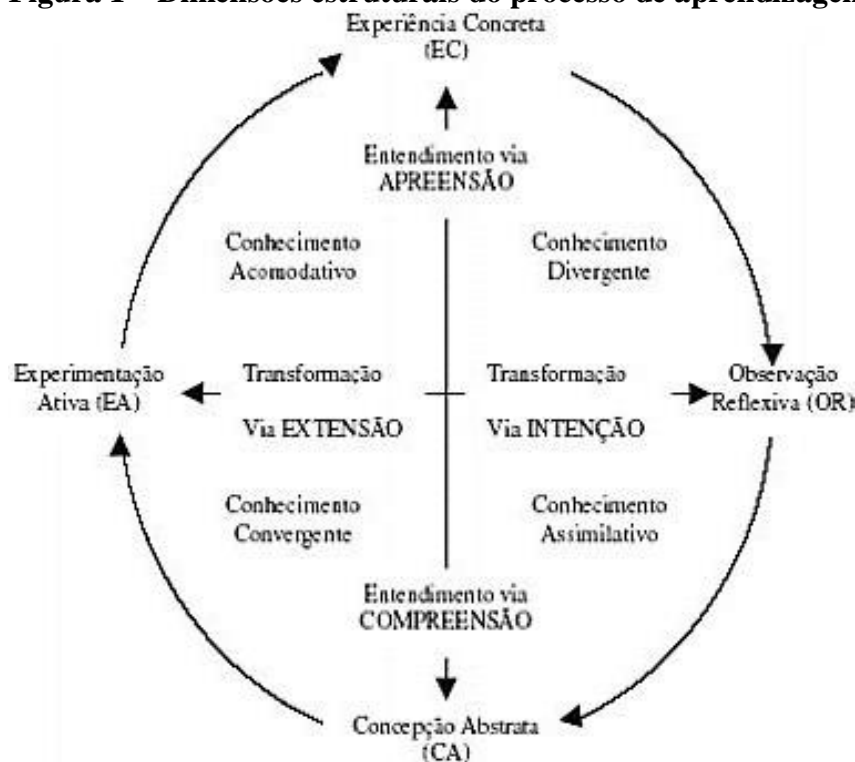 Figura 1 – Dimensões estruturais do processo de aprendizagem
Experiência Concreta
(EC)
Entendimento via
APREENSÃO
Conhecimento
Acomodativo
Conhecimento
Divergente
Experimentação
Ativa (EA)
Transformação
Via EXTENSÃO
Transformação
Via INTENÇÃO
Observação
Reflexiva (OR)
Conhecimento
Convergente
Conhecimento
Assimilativo
Entendimento via
COMPREENSÃO
Concepção Abstrata
(CA)